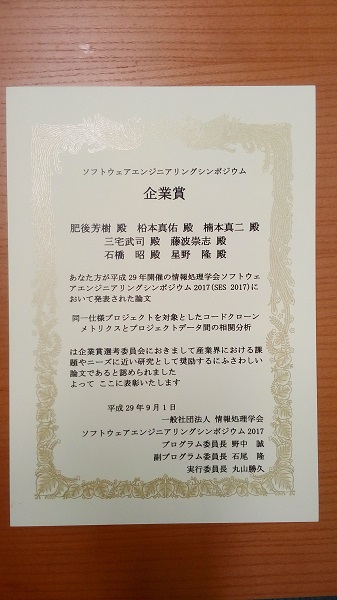 ソフトウェアエンジニアリングシンポジウム
企業賞
肥後芳樹 殿 枌本真佑 殿 楠本真二 殿
三宅武司 殿 藤波崇志 殿
石橋 昭 殿 星野 隆 殿
あなた方が平成29年開催の情報処理学会ソフトウェ
アエンジニアリングシンポジウム2017(SES 2017)に
おいて発表された論文
同一仕様プロジェクトを対象としたコードクローン
メトリクスとプロジェクトデータ間の相関分析
は企業賞選考委員会におきまして産業界における課
題やニーズに近い研究として奨励するにふさわしい
論文であると認められました
よって ここに表彰いたします
平成29年9月1日
一般社団法人 情報処理学会
ソフトウェアエンジニアリングシンポジウム2017
プログラム委員長 野中 誠
副プログラム委員長 石尾 隆
実行委員長 丸山勝久